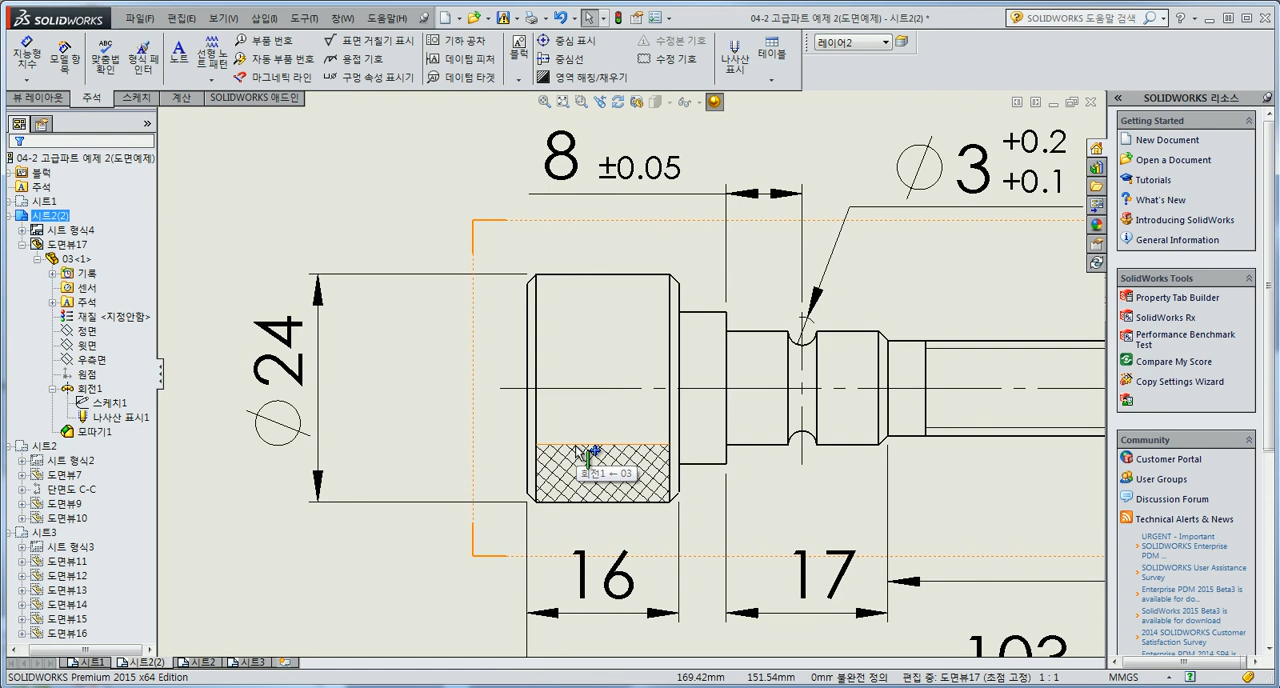 SOLIDWORKS
파일(F) 편집(E) 보기(V) 삽입(I) 도구(T) 창(W) 도움말(H)
04-2 고급파트 예제 2(도면예제) - 시트2(2) *
SOLIDWORKS 도움말 검색
지능형 치수
모델 항목
맞춤법 확인
형식 페인터
노트
선형 노트 패턴
부품 번호
자동 부품 번호
마그네틱 라인
표면 거칠기 표시
용접 기호
구멍 속성 표시기
기하 공차
데이텀 피처
데이텀 타겟
블럭
중심 표시
중심선
영역 해칭/채우기
수정본 기호
수정 기호
나사산 표시
테이블
레이어2
뷰 레이아웃 주석 스케치 계산 SOLIDWORKS 애드인
04-2 고급파트 예제 2(도면예제)
블럭
주석
시트1
시트2(2)
시트 형식4
도면뷰17
03<1>
기록
센서
주석
재질 <지정안함>
정면
윗면
우측면
원점
회전1
스케치1
나사산 표시1
모따기1
시트2
시트 형식2
도면뷰7
단면도 C-C
도면뷰9
도면뷰10
시트3
시트 형식3
도면뷰11
도면뷰12
도면뷰13
도면뷰14
도면뷰15
도면뷰16
8 ±0.05
∅3 +0.2
+0.1
∅24
회전1 ← 03
16
17
103
SOLIDWORKS 리소스
Getting Started
New Document
Open a Document
Tutorials
What's New
Introducing SolidWorks
General Information
SolidWorks Tools
Property Tab Builder
SolidWorks Rx
Performance Benchmark
Test
Compare My Score
Copy Settings Wizard
Community
Customer Portal
User Groups
Discussion Forum
Technical Alerts & News
URGENT - Important
SOLIDWORKS Enterprise
PDM ...
SOLIDWORKS User Assistance
Survey
Enterprise PDM 2015 Beta3 is
available for do...
SolidWorks 2015 Beta3 is
available for download
2014 SOLIDWORKS Customer
Satisfaction Survey
시트1 시트2(2) 시트2 시트3
SOLIDWORKS Premium 2015 x64 Edition
169.42mm 151.54mm 0mm 불완전 정의 편집 중: 도면뷰17 (초점 고정) 1 : 1 MMGS